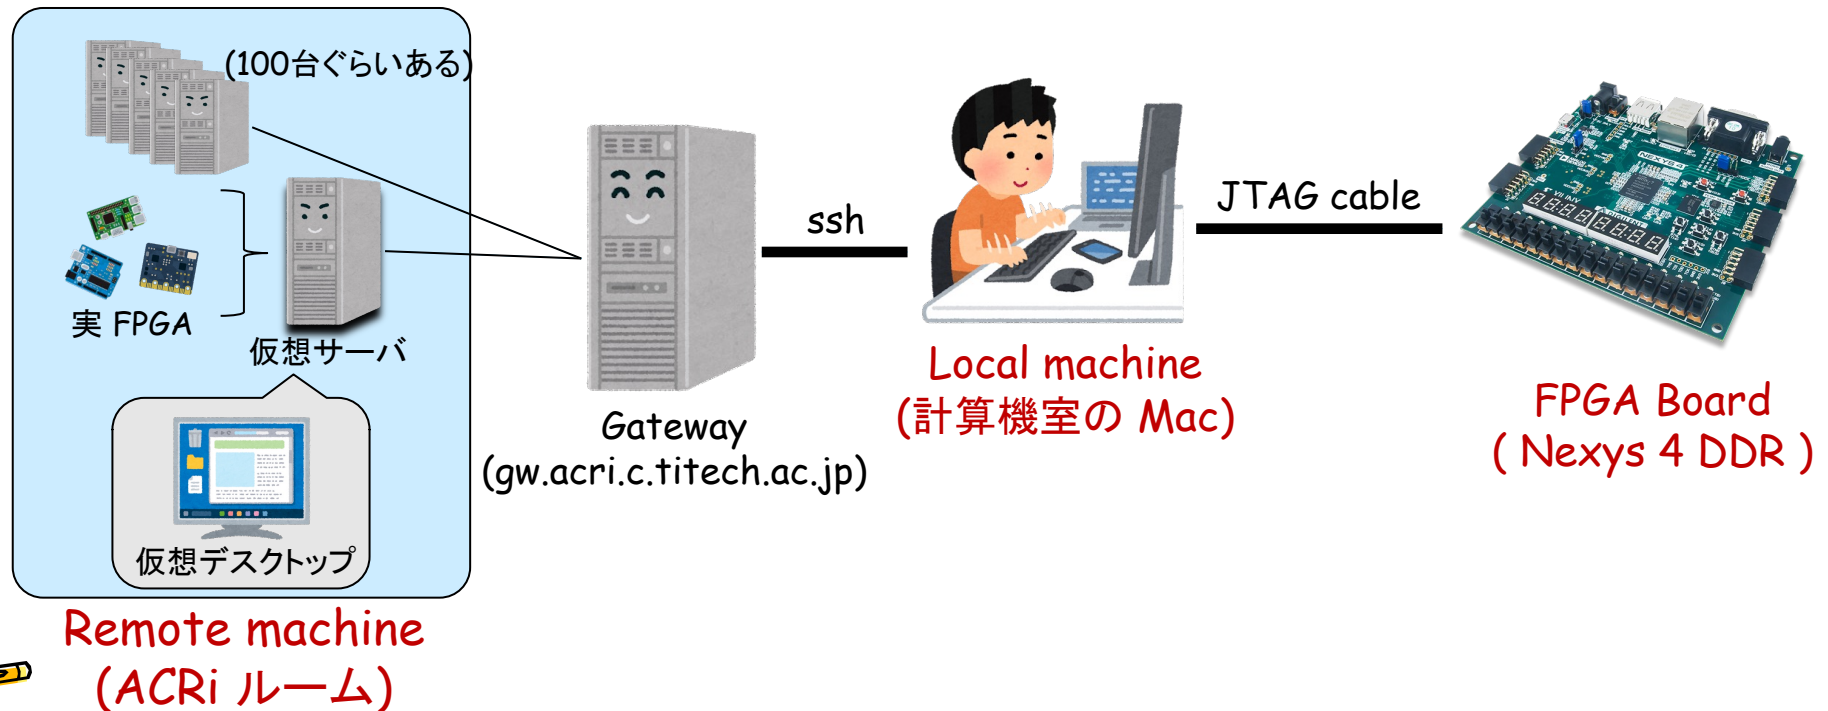 (100台ぐらいある)
実 FPGA
仮想サーバ
仮想デスクトップ
Remote machine
(ACRi ルーム)
Gateway
(gw.acri.c.titech.ac.jp)
ssh
Local machine
(計算機室の Mac)
JTAG cable
NEXYS 4
FPGA Board
( Nexys 4 DDR )